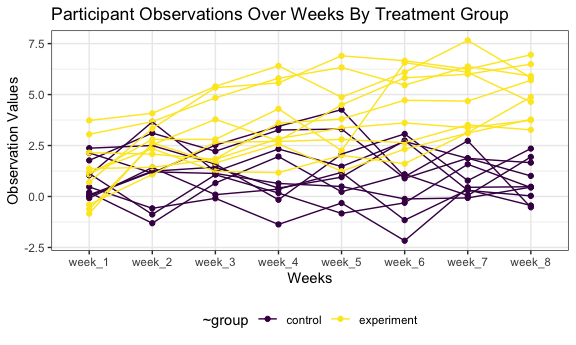 Participant Observations Over Weeks By Treatment Group
Observation Values
7.5
5.0
2.5
0.0
-2.5
week_1 week_2 week_3 week_4 week_5 week_6 week_7 week_8
Weeks
~group control experiment